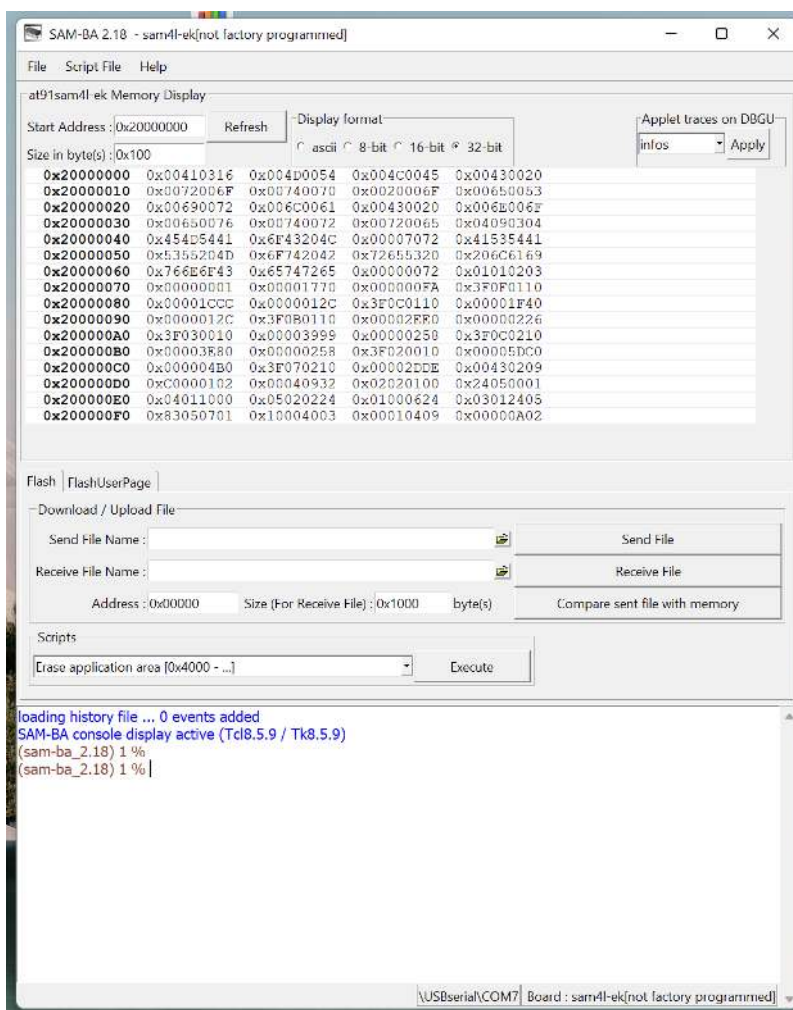 SAM-BA 2.18 - sam4l-ek[not factory programmed]
File Script File Help
at91sam4l-ek Memory Display
Start Address : 0x20000000 Refresh
Display format
ascii 8-bit 16-bit 32-bit
Applet traces on DBGU
infos Apply
Size in byte(s) : 0x100
0x20000000 0x00410316 0x004D0054 0x004C0045 0x00430020
0x20000010 0x0072006F 0x00740070 0x0020006F 0x00650053
0x20000020 0x00690072 0x006C0061 0x00430020 0x006E006F
0x20000030 0x00650076 0x00740072 0x00720065 0x04090304
0x20000040 0x454D5441 0x6F43204C 0x00007072 0x41535441
0x20000050 0x5355204D 0x6F742042 0x72655320 0x206C6169
0x20000060 0x766E6F43 0x65747265 0x00000072 0x01010203
0x20000070 0x00000001 0x00001770 0x000000FA 0x3F0F0110
0x20000080 0x00001CCC 0x0000012C 0x3F0C0110 0x00001F40
0x20000090 0x0000012C 0x3F0B0110 0x00002EE0 0x00000226
0x200000A0 0x3F030010 0x00003999 0x00000258 0x3F0C0210
0x200000B0 0x00003E80 0x00000258 0x3F020010 0x00005DC0
0x200000C0 0x000004B0 0x3F070210 0x00002DDE 0x00430209
0x200000D0 0xC0000102 0x00040932 0x02020100 0x24050001
0x200000E0 0x04011000 0x05020224 0x01000624 0x03012405
0x200000F0 0x83050701 0x10004003 0x00010409 0x00000A02
Flash FlashUserPage
Download / Upload File
Send File Name : Send File
Receive File Name : Receive File
Address : 0x00000 Size (For Receive File) : 0x1000 byte(s) Compare sent file with memory
Scripts
Erase application area [0x4000 - ...] Execute
loading history file ... 0 events added
SAM-BA console display active (Tcl8.5.9 / Tk8.5.9)
(sam-ba_2.18) 1 %
(sam-ba_2.18) 1 %
\USBserial\COM7 Board : sam4l-ek[not factory programmed]